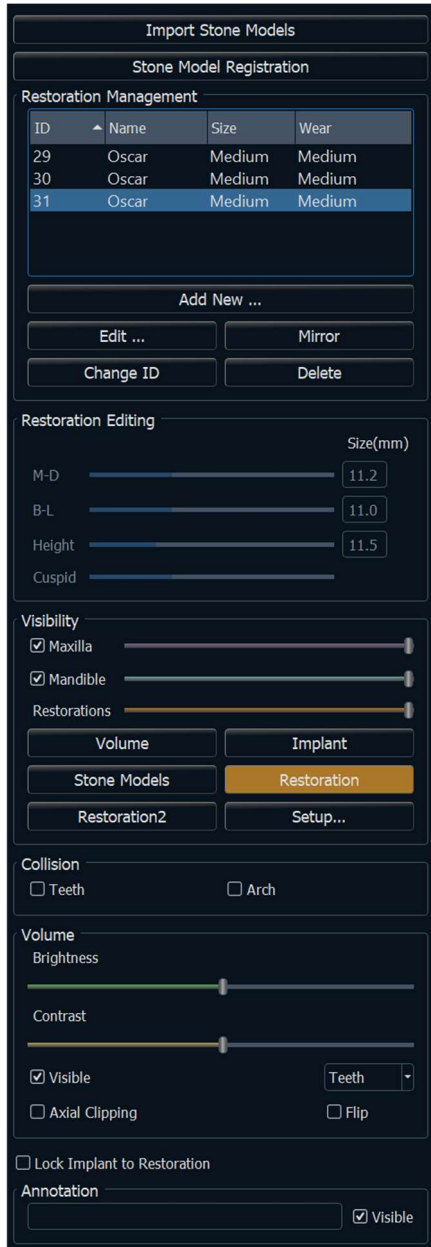 Import Stone Models
Stone Model Registration
Restoration Management
ID Name Size Wear
29 Oscar Medium Medium
30 Oscar Medium Medium
31 Oscar Medium Medium
Add New ...
Edit ... Mirror
Change ID Delete
Restoration Editing
Size(mm)
M-D 11.2
B-L 11.0
Height 11.5
Cuspid
Visibility
Maxilla
Mandible
Restorations
Volume Implant
Stone Models Restoration
Restoration2 Setup...
Collision
Teeth Arch
Volume
Brightness
Contrast
Visible Teeth
Axial Clipping Flip
Lock Implant to Restoration
Annotation
Visible